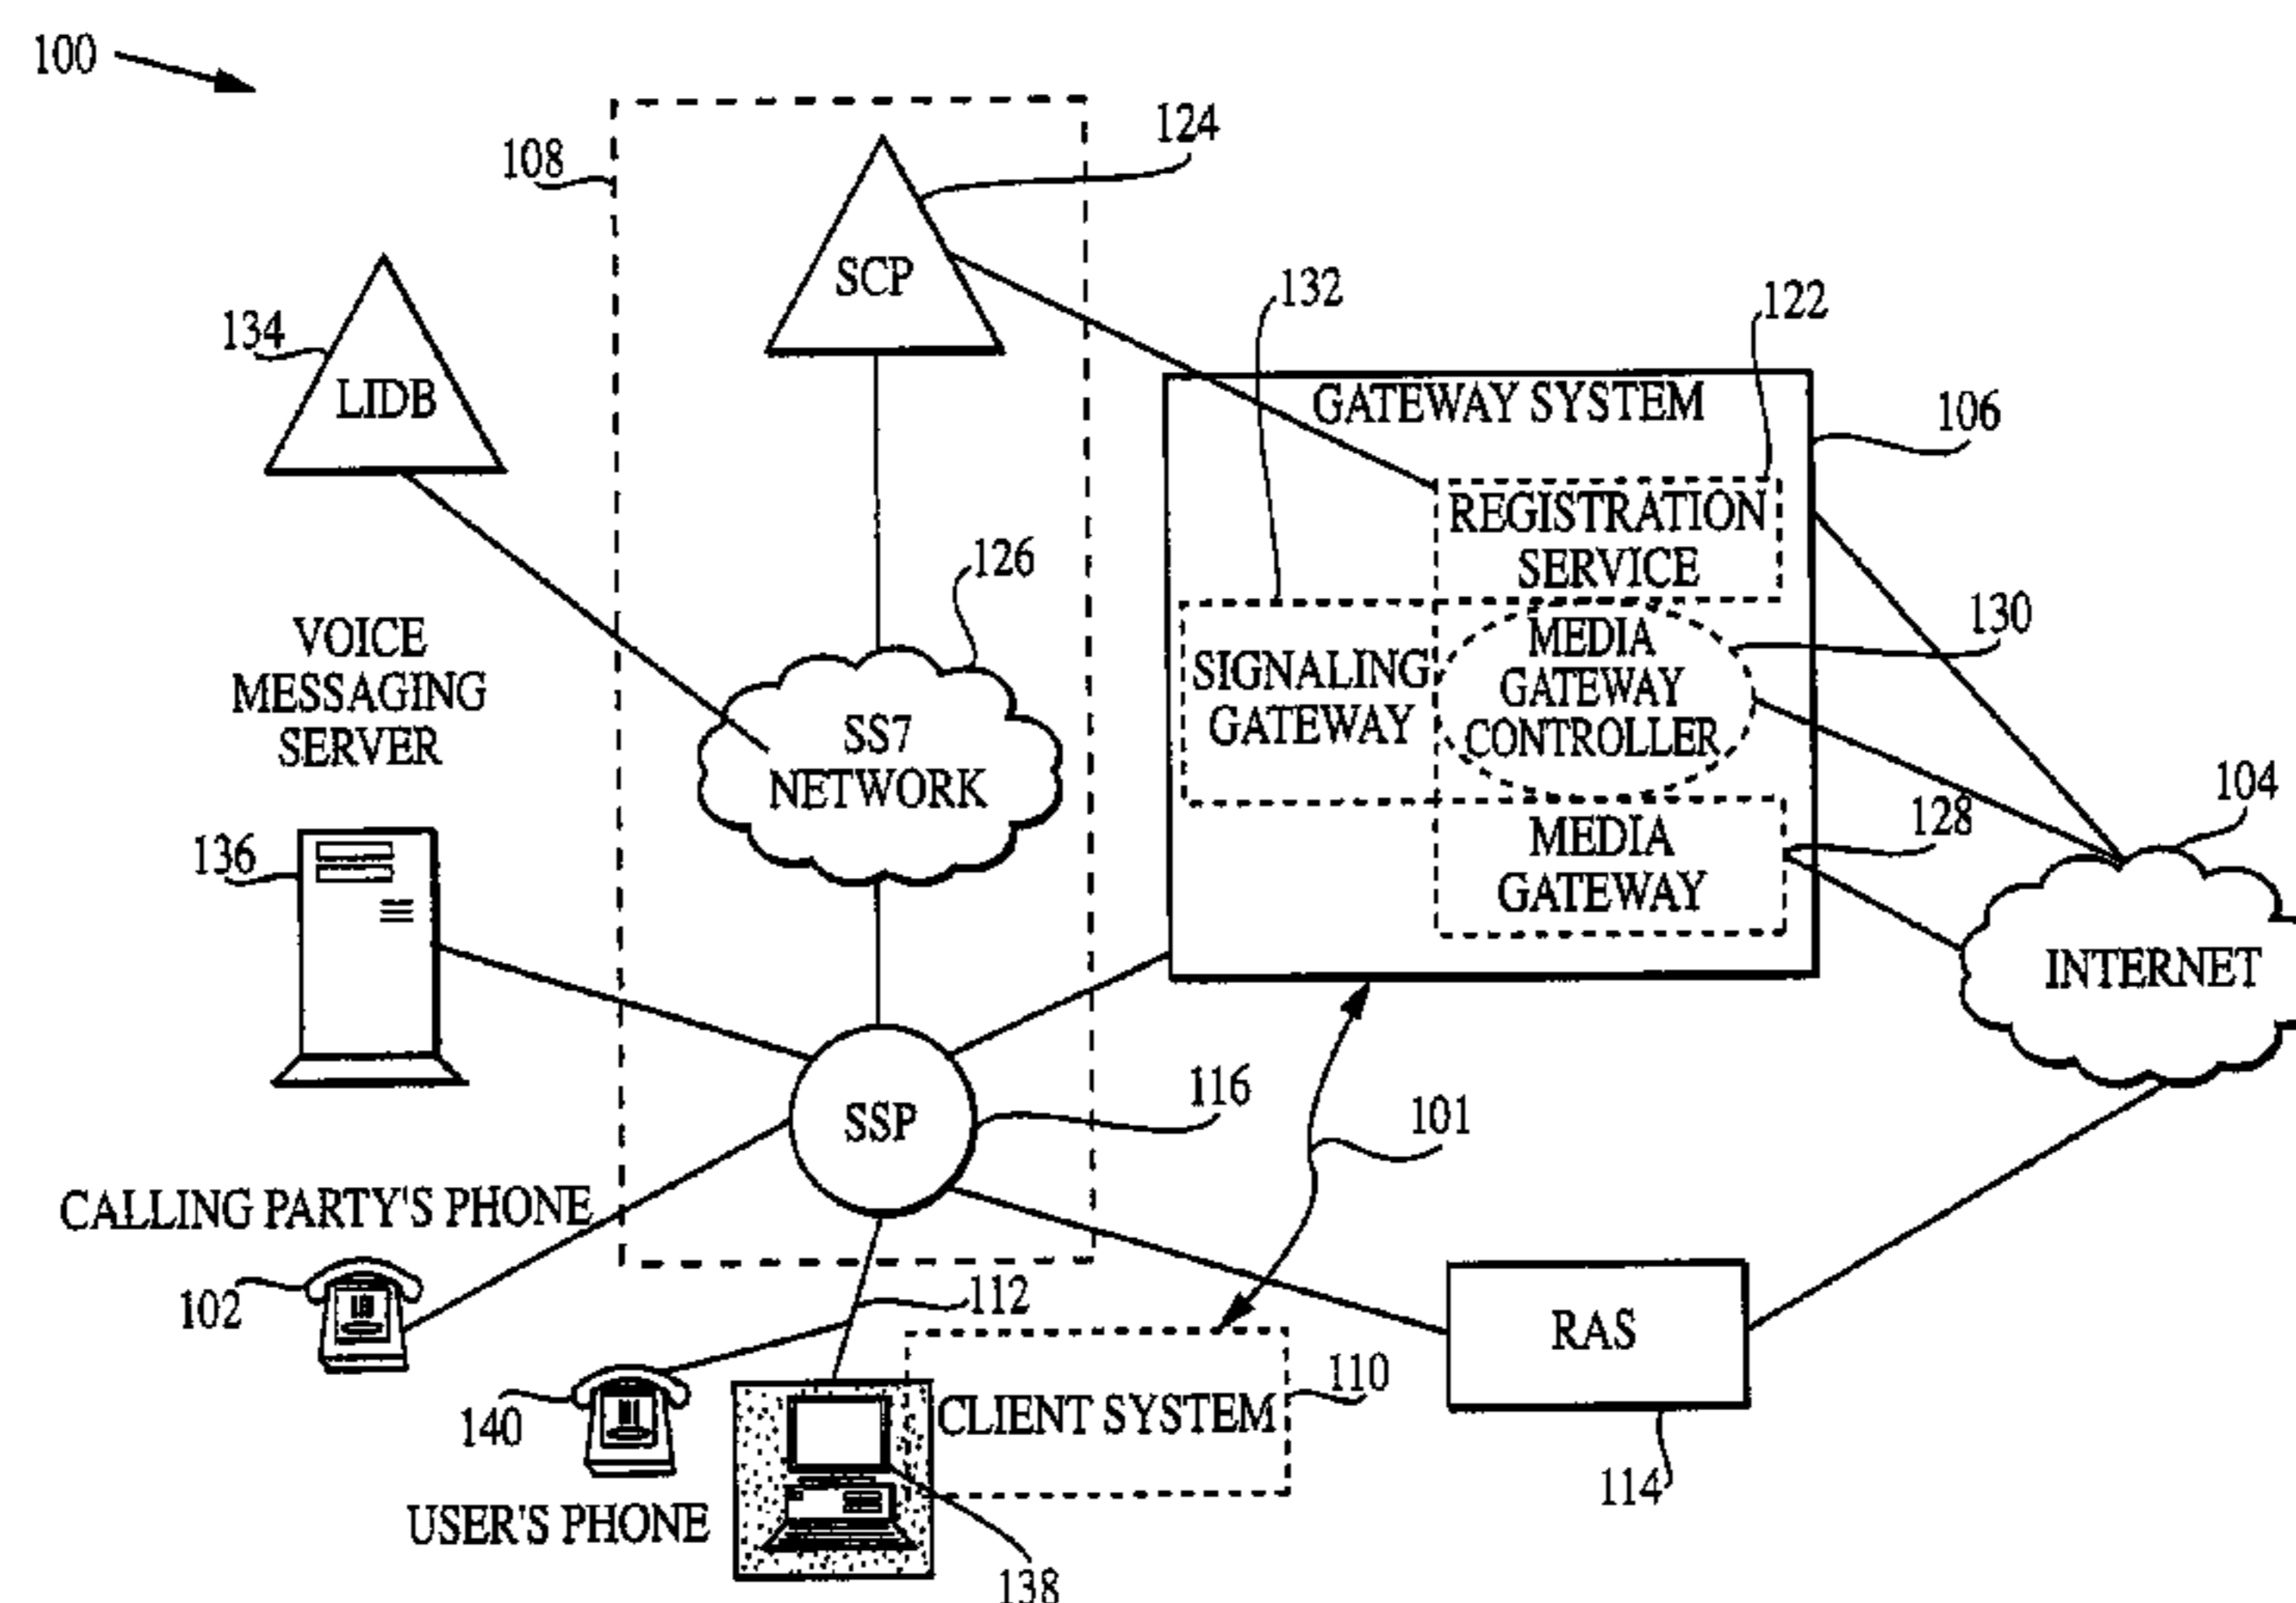 100
108
124
SCP
134
LIDB
132
122
GATEWAY SYSTEM
106
REGISTRATION
SERVICE
126
VOICE
MESSAGING
SERVER
SS7
NETWORK
SIGNALING
GATEWAY
MEDIA
GATEWAY
CONTROLLER
130
136
MEDIA
GATEWAY
128
104
INTERNET
SSP
116
101
CALLING PARTY'S PHONE
102
112
RAS
114
140
USER'S PHONE
CLIENT SYSTEM
110
138